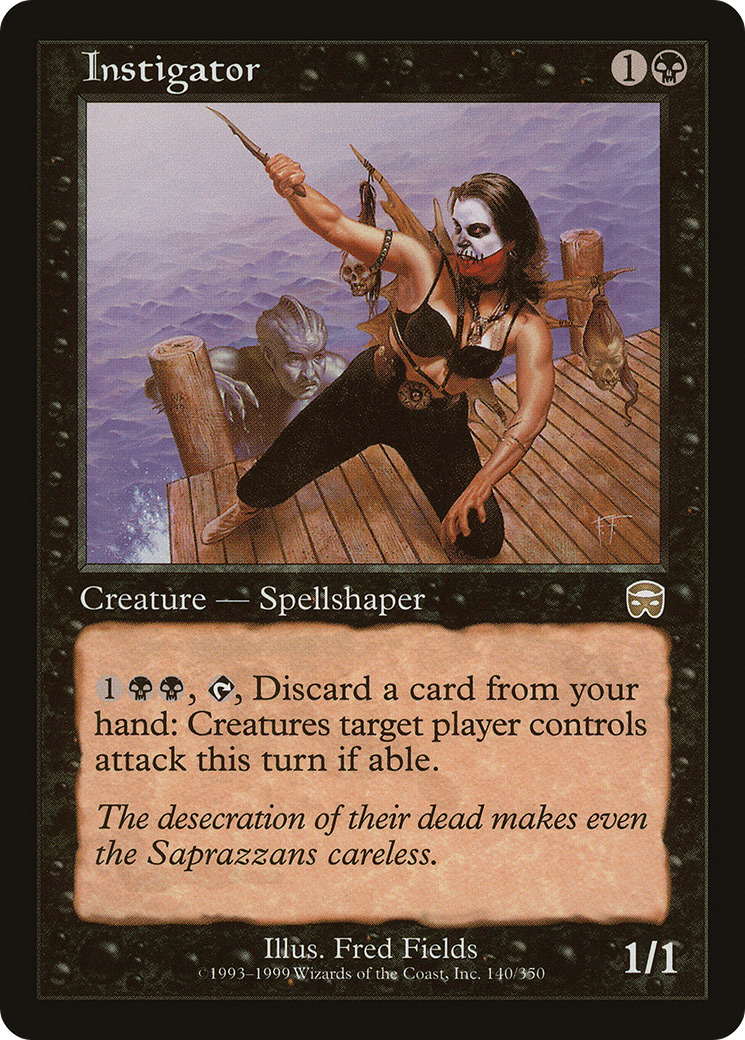 Instigator
1
FF
Creature — Spellshaper
1, , Discard a card from your
hand: Creatures target player controls
attack this turn if able.
The desecration of their dead makes even
the Saprazzans careless.
Illus. Fred Fields
©1993–1999 Wizards of the Coast, Inc. 140/350
1/1